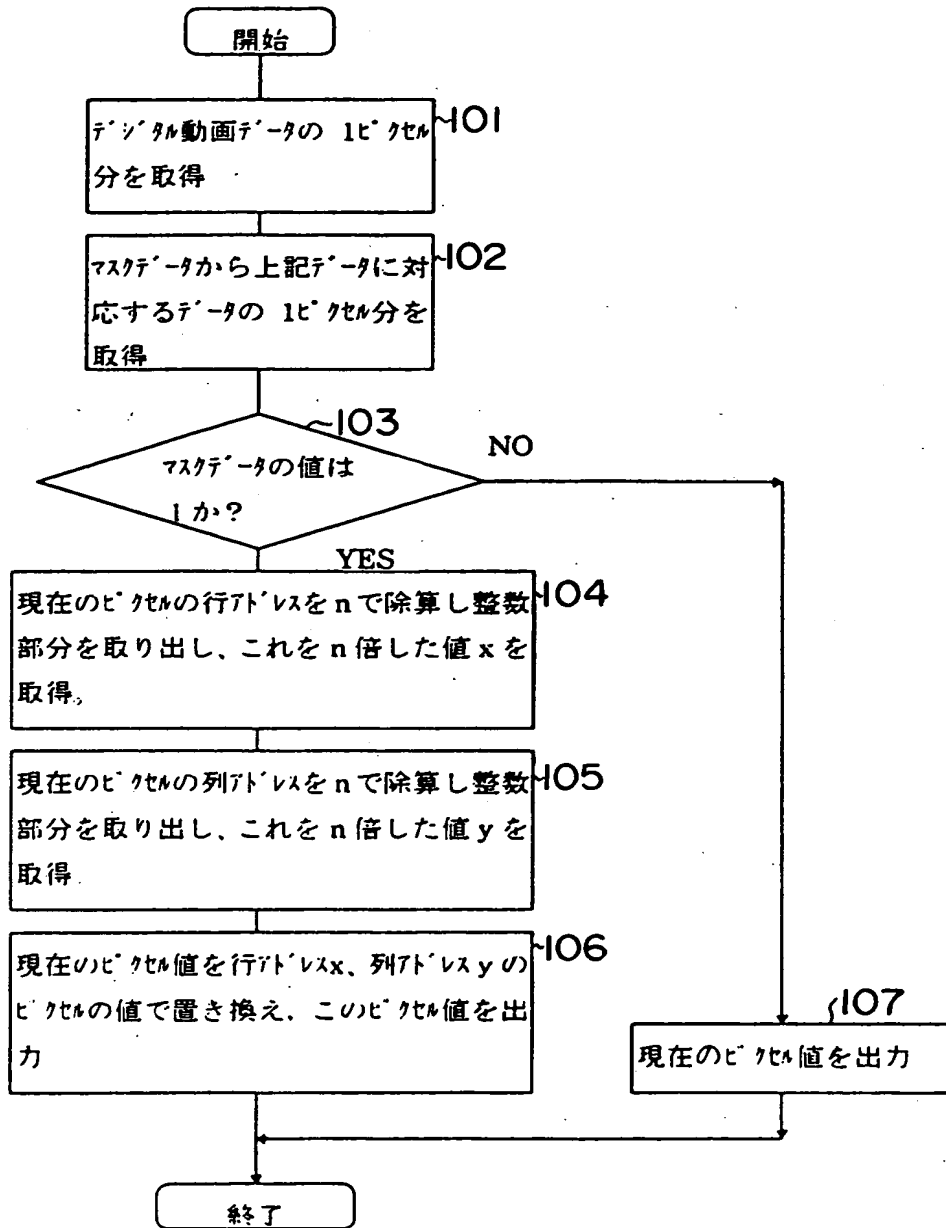 開始
101
デジタル動画データの 1ピクセル
分を取得
102
マスクデータから上記データに対
応するデータの 1ピクセル分を
取得
103
マスクデータの値は
1か?
NO
YES
104
現在のピクセルの行アドレスをnで除算し整数
部分を取り出し、これをn倍した値xを
取得。
105
現在のピクセルの列アドレスをnで除算し整数
部分を取り出し、これをn倍した値yを
取得
106
現在のピクセル値を行アドレスx、列アドレスyの
ピクセルの値で置き換え、このピクセル値を出
力
107
現在のピクセル値を出力
終了